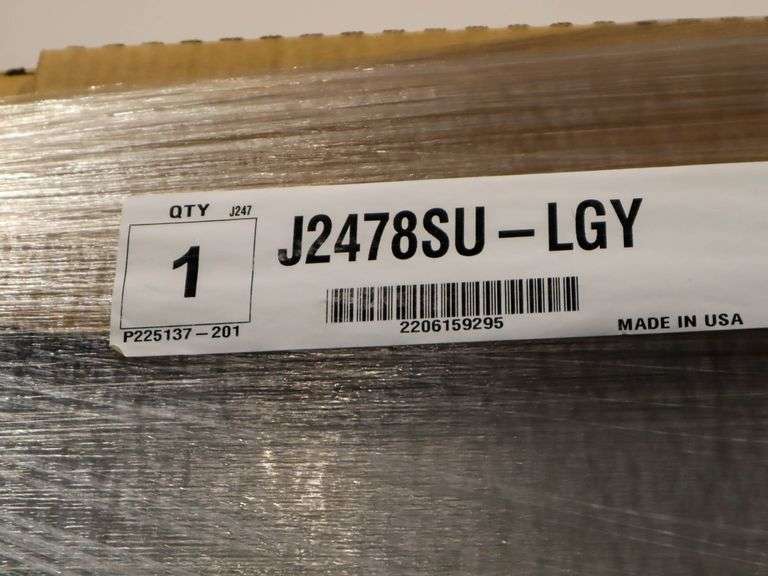 QTY J247
1
P225137-201
J2478SU-LGY
2206159295
MADE IN USA